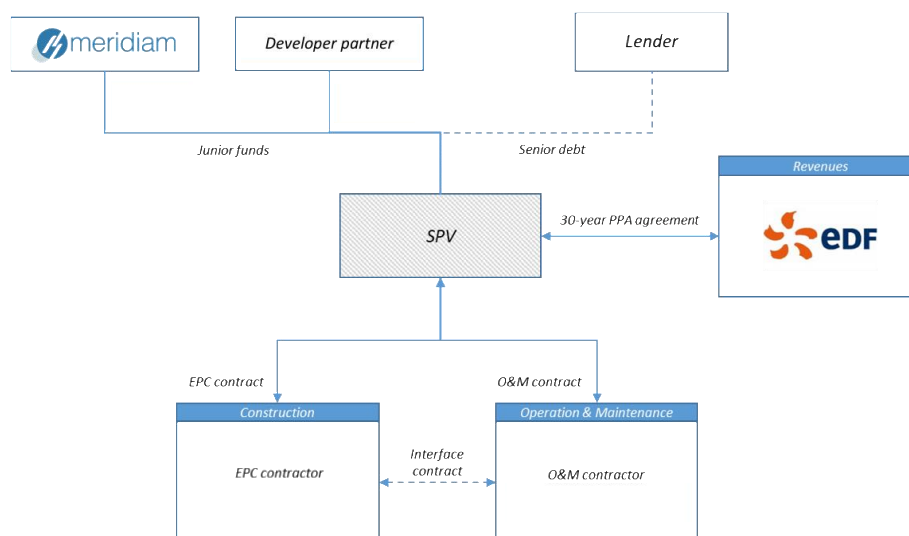 meridiam
Developer partner
Lender
Junior funds
Senior debt
Revenues
SPV
30-year PPA agreement
eDF
EPC contract
O&M contract
Construction
Operation & Maintenance
EPC contractor
Interface
contract
O&M contractor